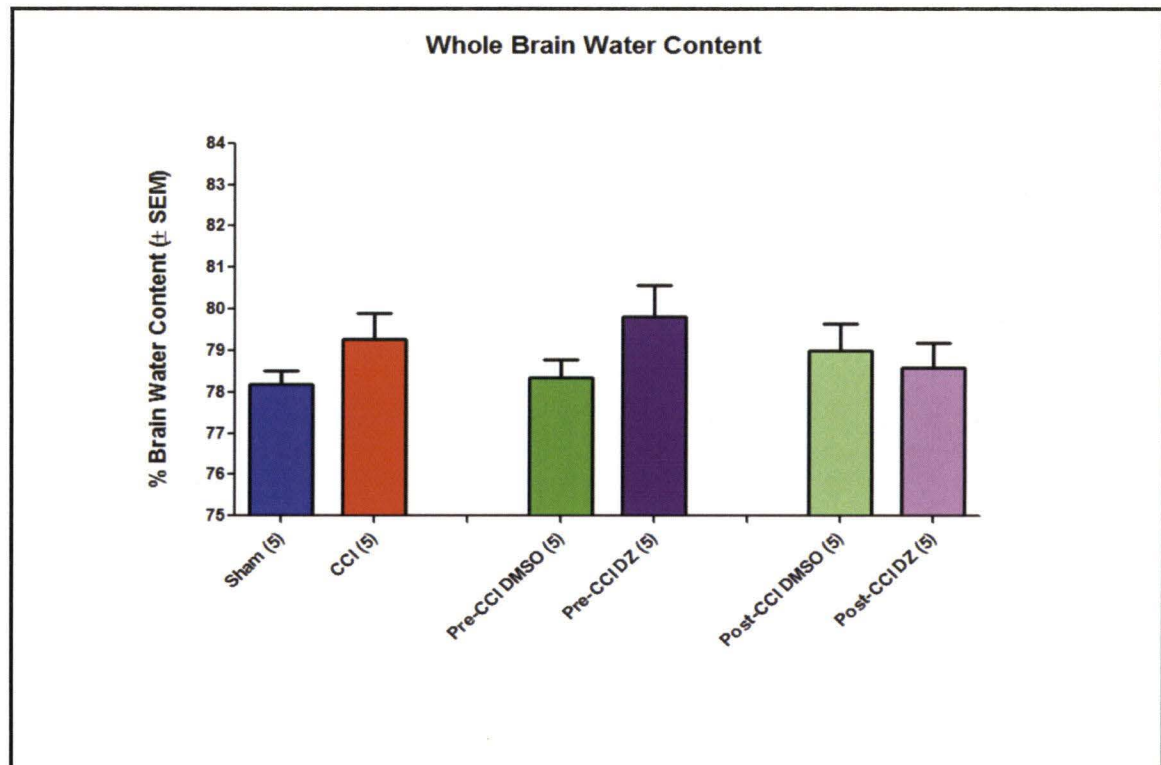 Whole Brain Water Content
% Brain Water Content (± SEM)
84
83
82
81
80
79
78
77
76
75
Sham (5)
CCI (5)
Pre-CCI DMSO (5)
Pre-CCI DZ (5)
Post-CCI DMSO (5)
Post-CCI DZ (5)